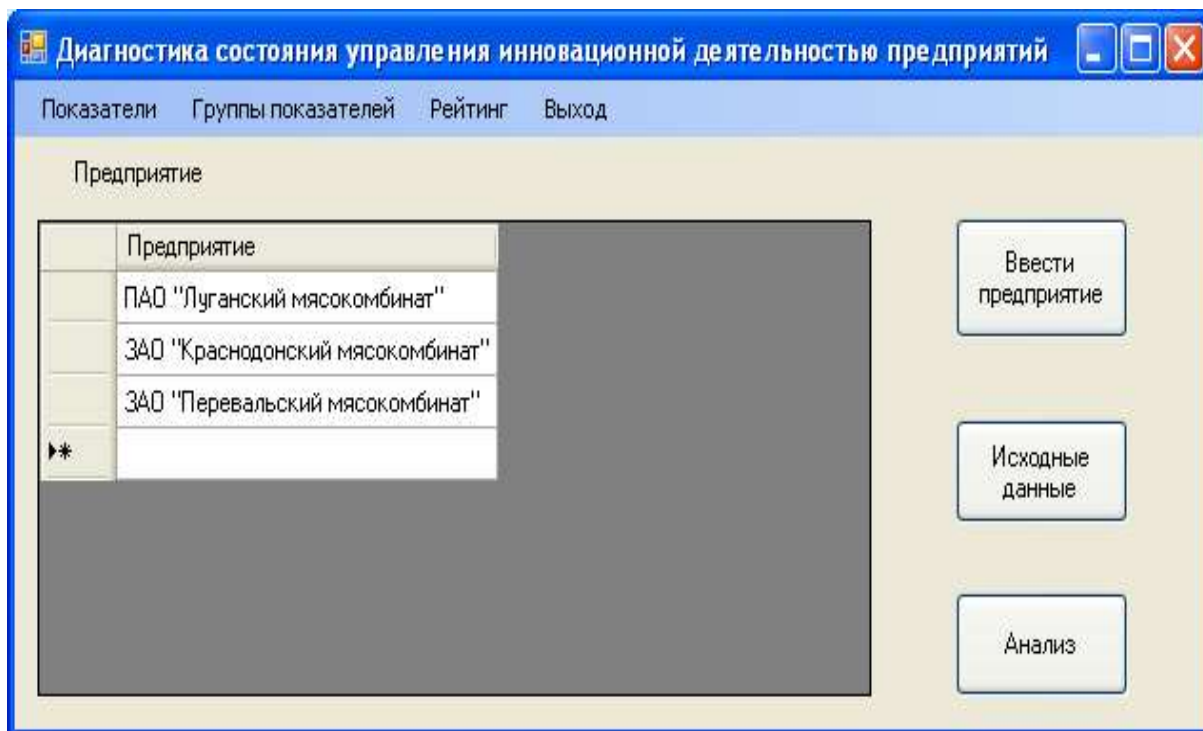 Диагностика состояния управления инновационной деятельностью предприятий
Показатели Группы показателей Рейтинг Выход
Предприятие
Предприятие
ПАО "Луганский мясокомбинат"
ЗАО "Краснодонский мясокомбинат"
ЗАО "Перевальский мясокомбинат"
Ввести
предприятие
Исходные
данные
Анализ